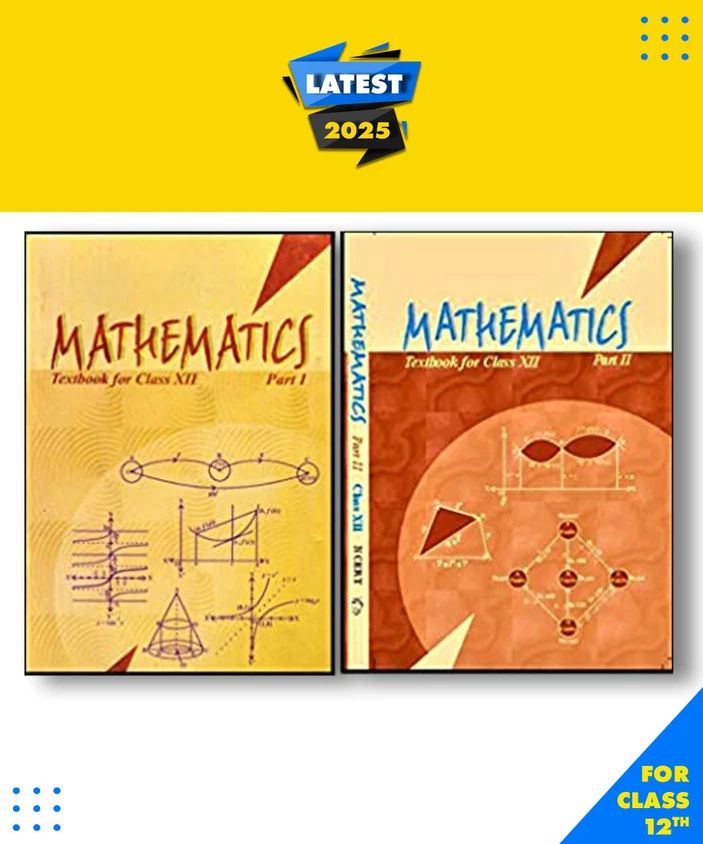 LATEST
2025
MATHEMATICS
Textbook for Class XII Part I
MATHEMATICS Part II Class XII NCERT
MATHEMATICS
Textbook for Class XII Part II
FOR
CLASS
12TH